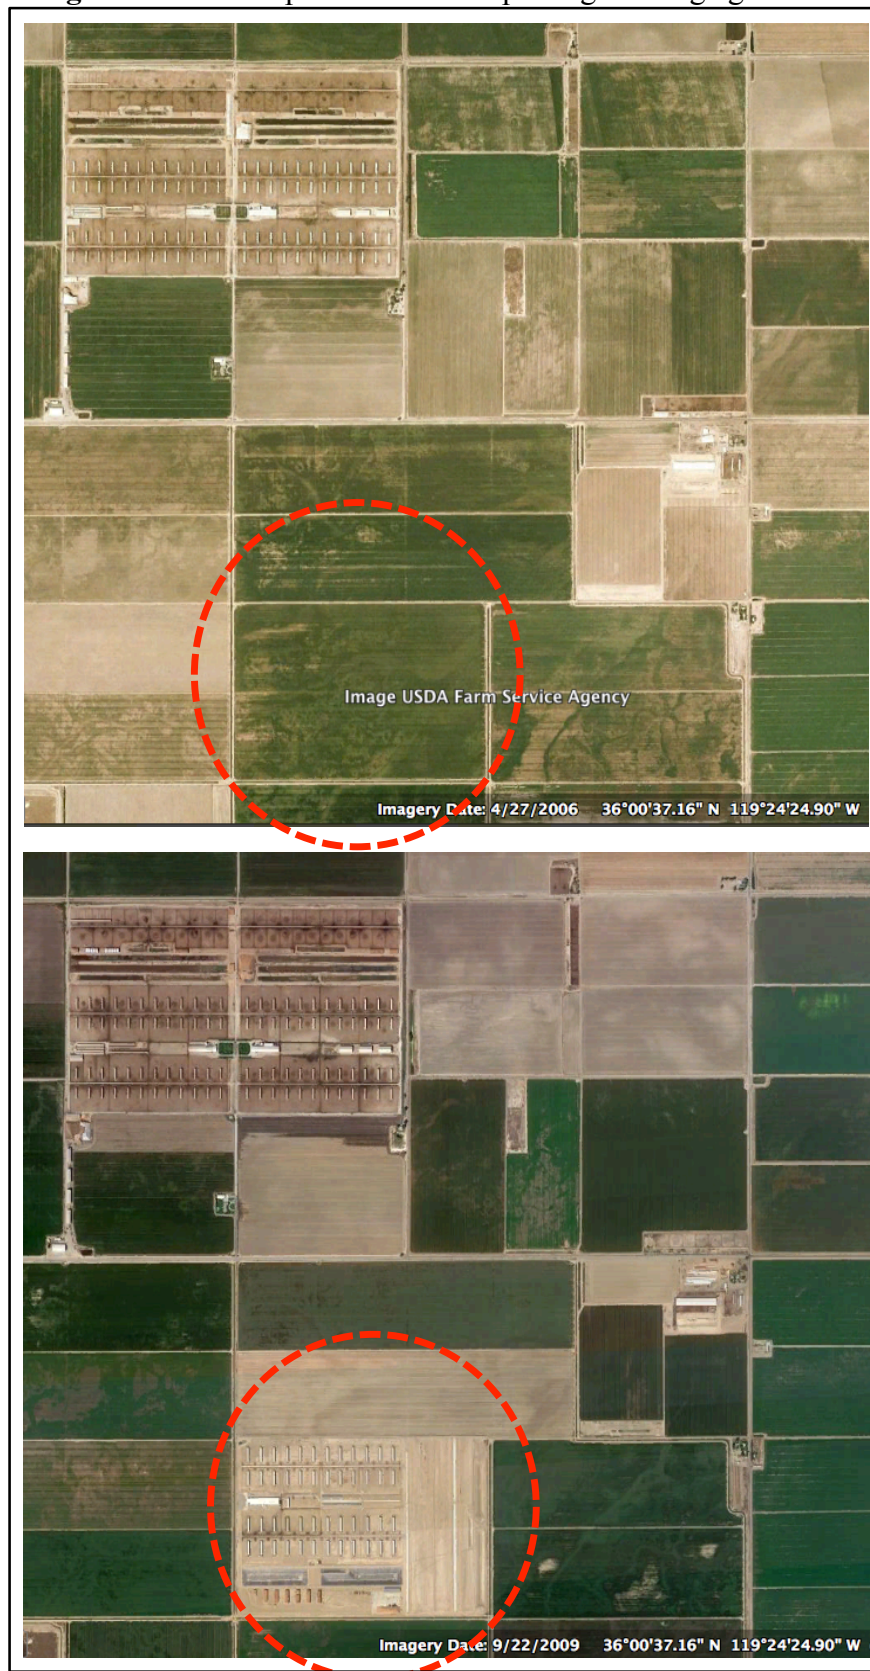 Image USDA Farm Service Agency
Imagery Date: 4/27/2006 36°00'37.16" N 119°24'24.90" W
Imagery Date: 9/22/2009 36°00'37.16" N 119°24'24.90" W